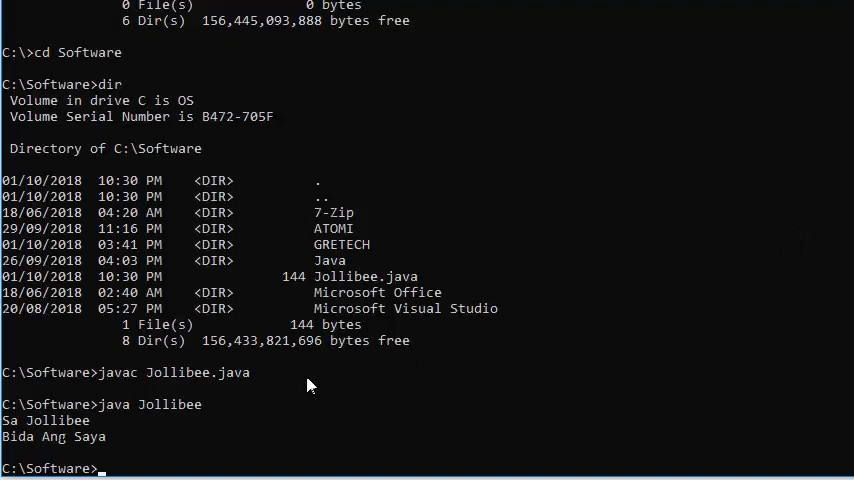 0 File(s) 0 bytes
6 Dir(s) 156,445,093,888 bytes free
C:\>cd Software
C:\Software>dir
Volume in drive C is OS
Volume Serial Number is B472-705F
Directory of C:\Software
01/10/2018 10:30 PM <DIR> .
01/10/2018 10:30 PM <DIR> ..
18/06/2018 04:20 AM <DIR> 7-Zip
29/09/2018 11:16 PM <DIR> ATOMI
01/10/2018 03:41 PM <DIR> GRETECH
26/09/2018 04:03 PM <DIR> Java
01/10/2018 10:30 PM 144 Jollibee.java
18/06/2018 02:40 AM <DIR> Microsoft Office
20/08/2018 05:27 PM <DIR> Microsoft Visual Studio
1 File(s) 144 bytes
8 Dir(s) 156,433,821,696 bytes free
C:\Software>javac Jollibee.java
C:\Software>java Jollibee
Sa Jollibee
Bida Ang Saya
C:\Software>